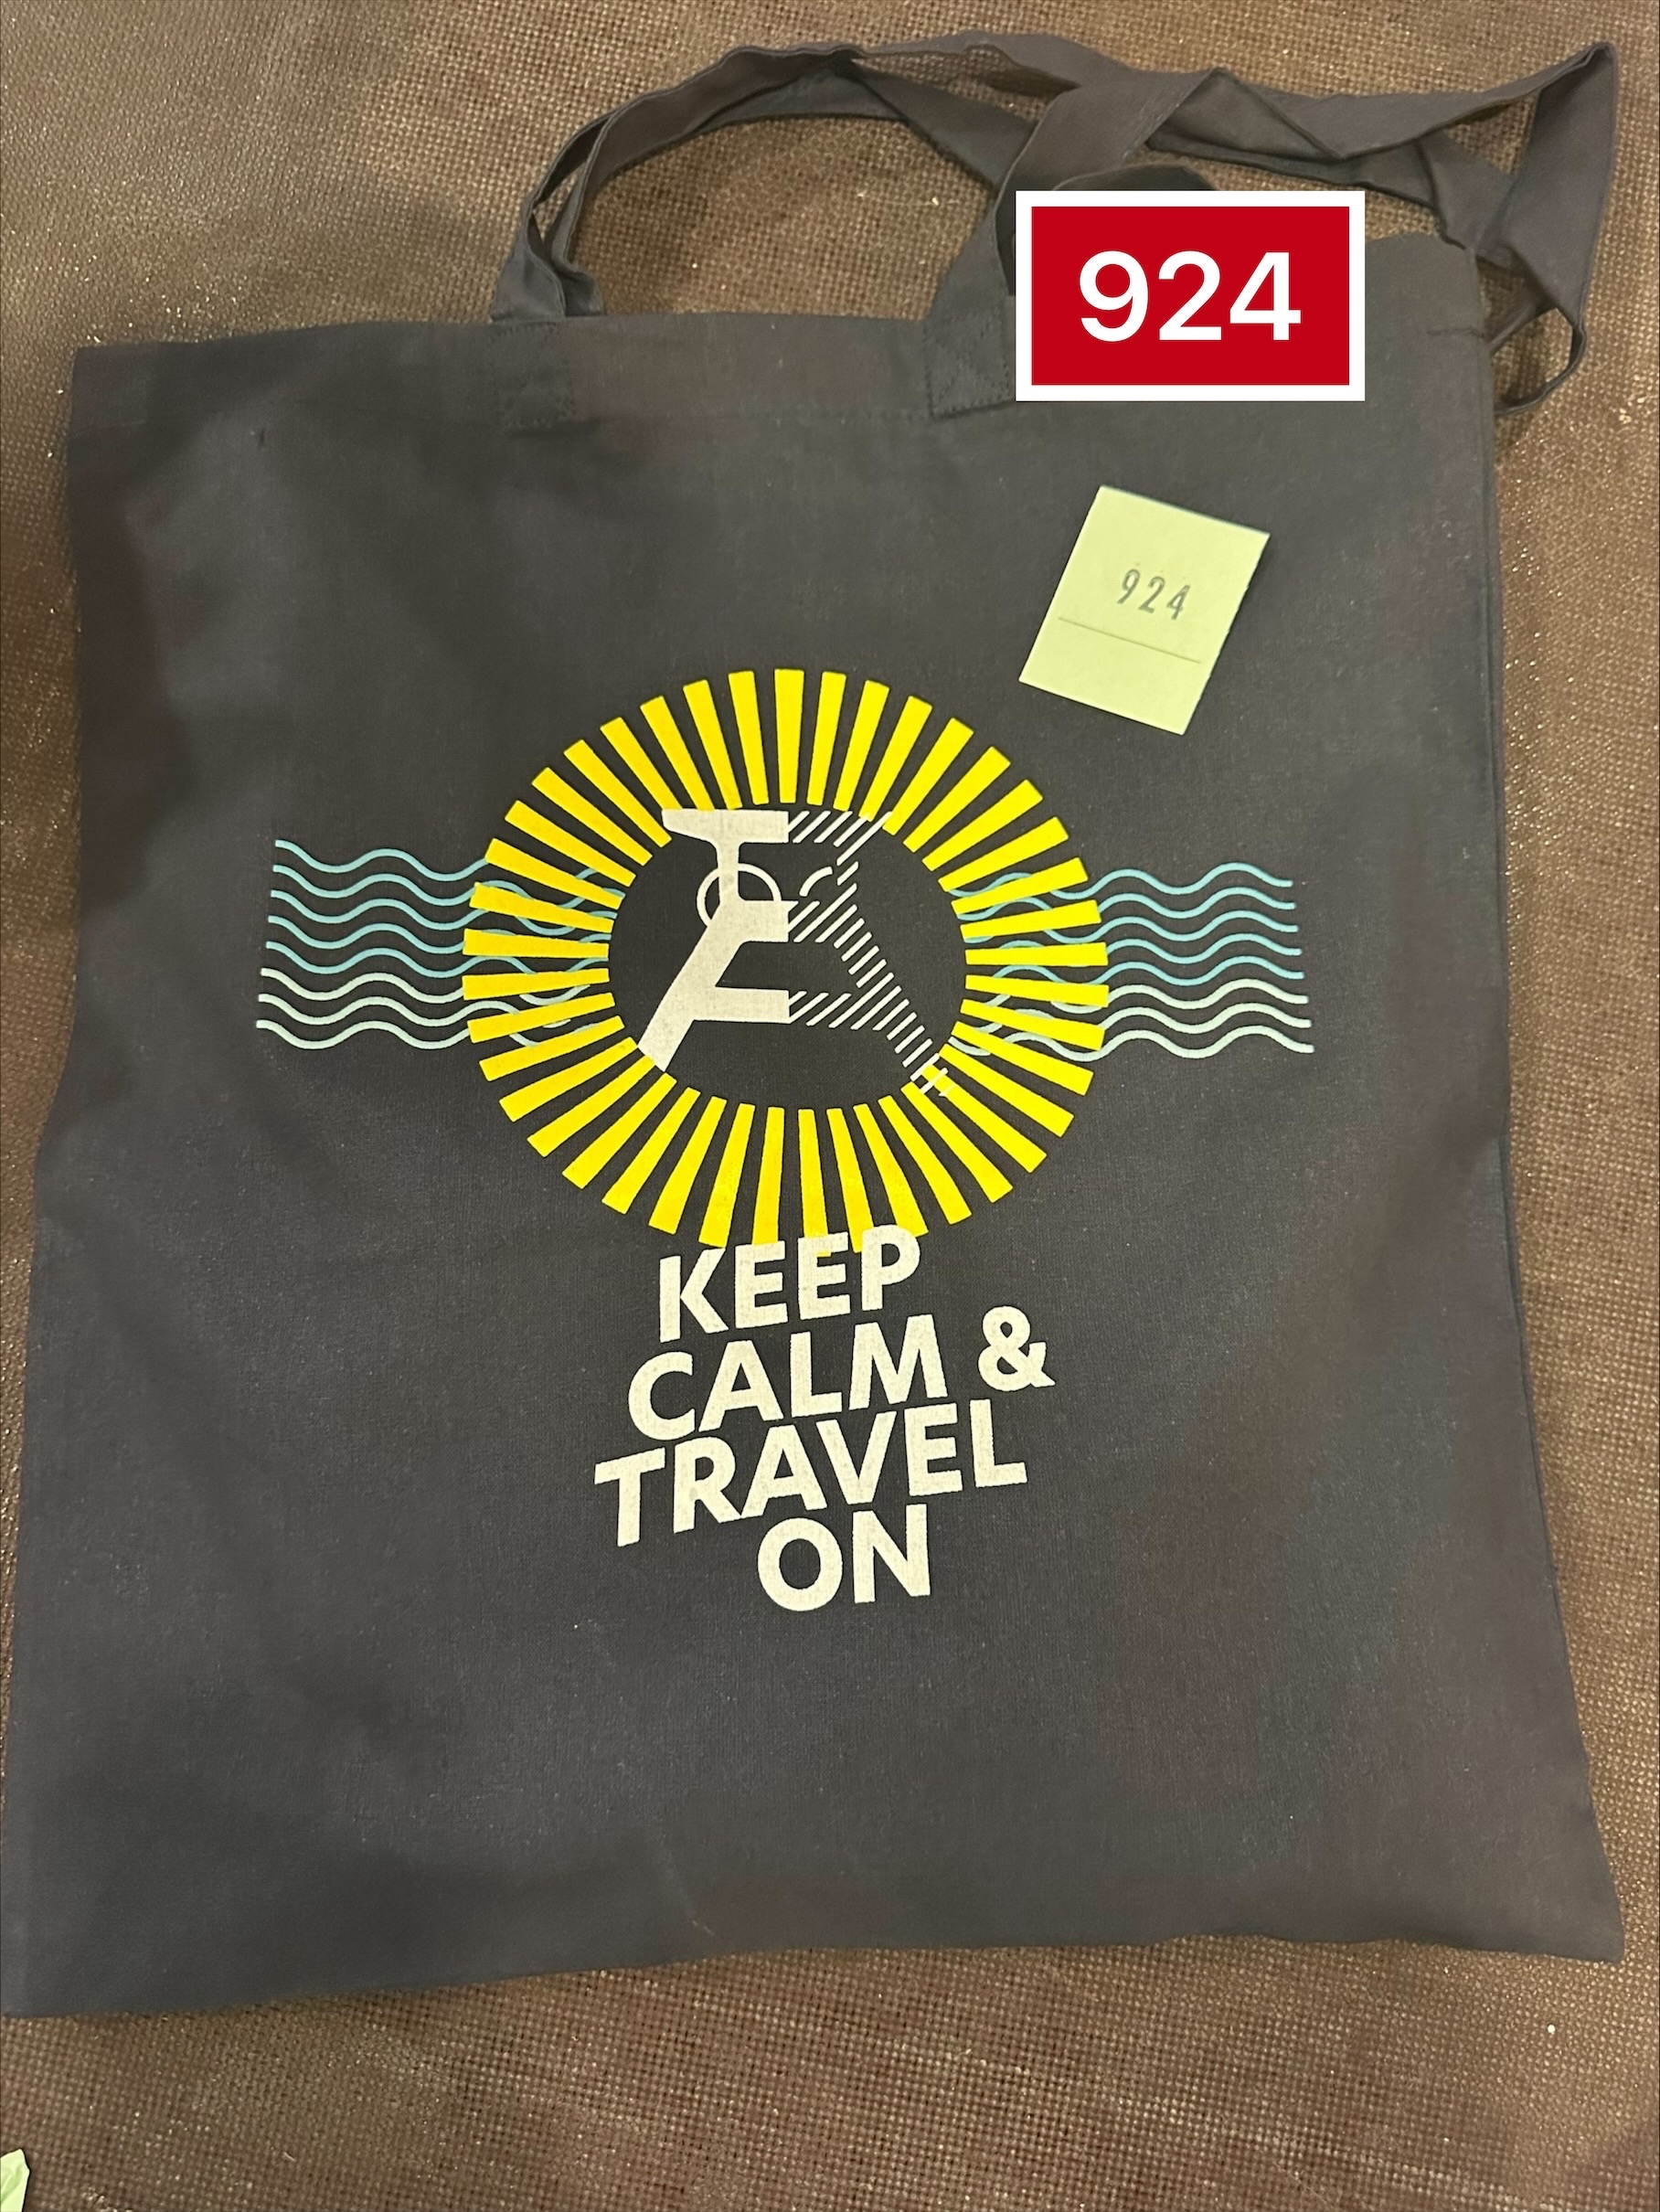 924
924
KEEP
CALM &
TRAVEL
ON